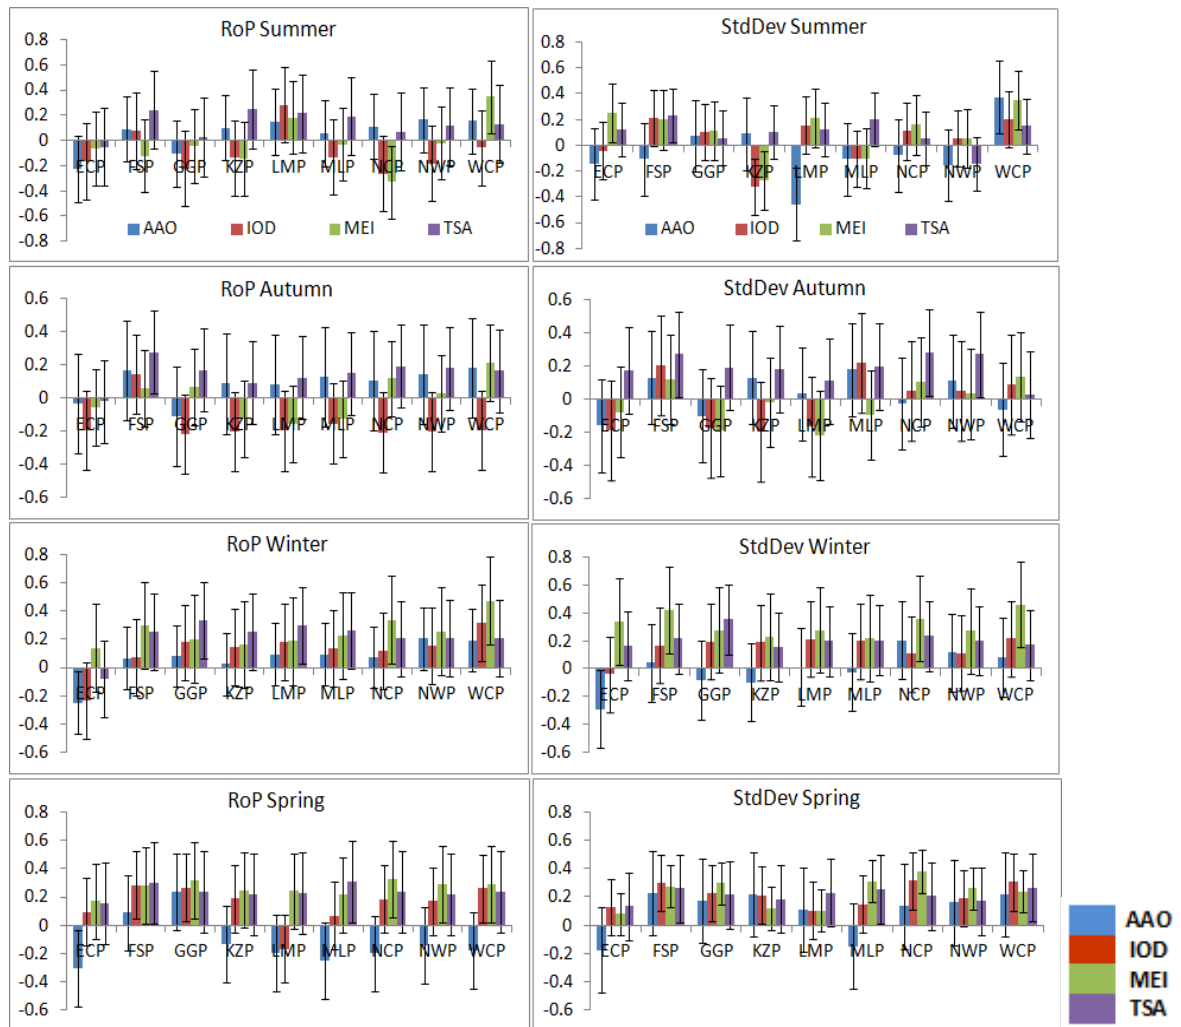 RoP Summer
0.8
0.6
0.4
0.2
0
-0.2
-0.4
-0.6
-0.8
ECP FSP GGP KZP LMP MLP NCP NWP WCP
AAO IOD MEI TSA
StdDev Summer
0.8
0.6
0.4
0.2
0
-0.2
-0.4
-0.6
-0.8
ECP FSP GGP KZP LMP MLP NCP NWP WCP
AAO IOD MEI TSA
RoP Autumn
0.6
0.4
0.2
0
-0.2
-0.4
-0.6
ECP FSP GGP KZP LMP MLP NCP NWP WCP
StdDev Autumn
0.6
0.4
0.2
0
-0.2
-0.4
-0.6
ECP FSP GGP KZP LMP MLP NCP NWP WCP
RoP Winter
0.8
0.6
0.4
0.2
0
-0.2
-0.4
-0.6
ECP FSP GGP KZP LMP MLP NCP NWP WCP
StdDev Winter
0.8
0.6
0.4
0.2
0
-0.2
-0.4
-0.6
ECP FSP GGP KZP LMP MLP NCP NWP WCP
RoP Spring
0.8
0.6
0.4
0.2
0
-0.2
-0.4
-0.6
ECP FSP GGP KZP LMP MLP NCP NWP WCP
StdDev Spring
0.8
0.6
0.4
0.2
0
-0.2
-0.4
-0.6
ECP FSP GGP KZP LMP MLP NCP NWP WCP
AAO
IOD
MEI
TSA